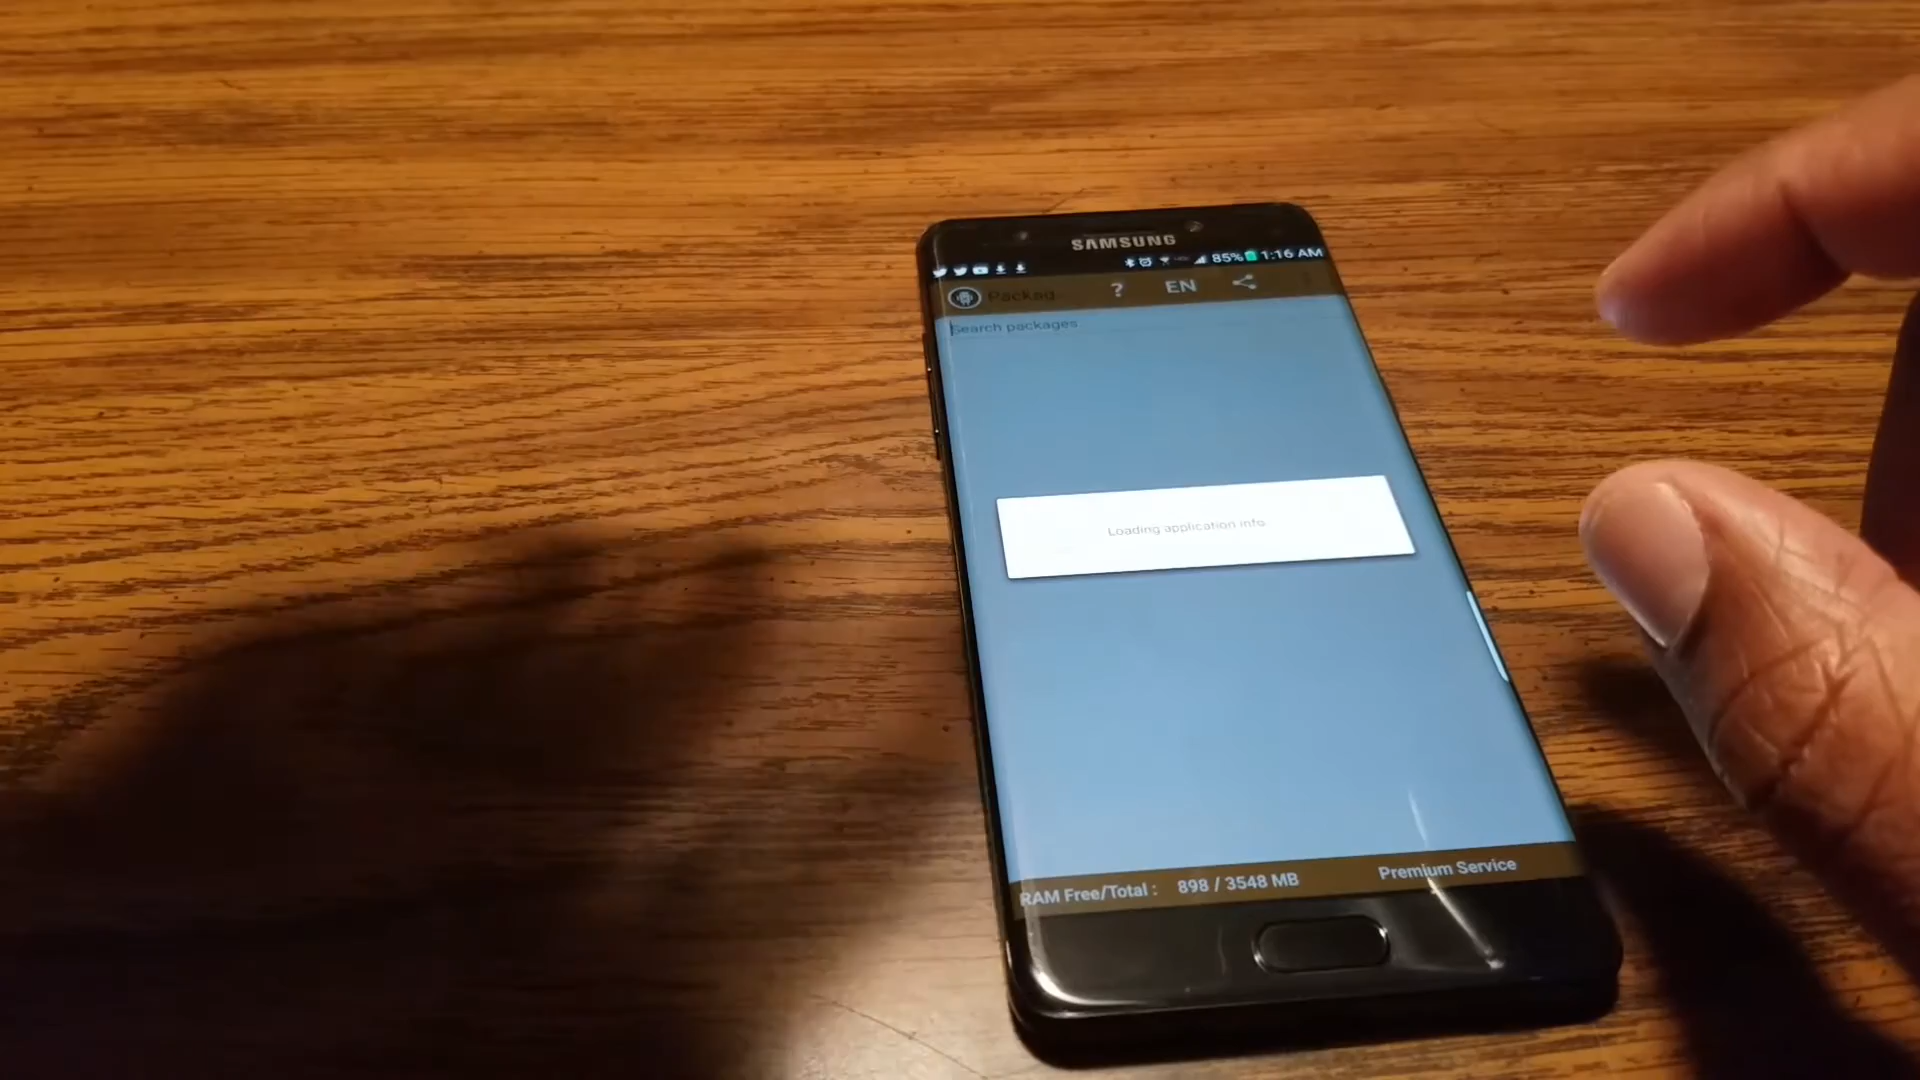 SAMSUNG
85% 1:16 AM
Packag
? EN
Search packages
Loading application info
RAM Free/Total : 898 / 3548 MB Premium Service